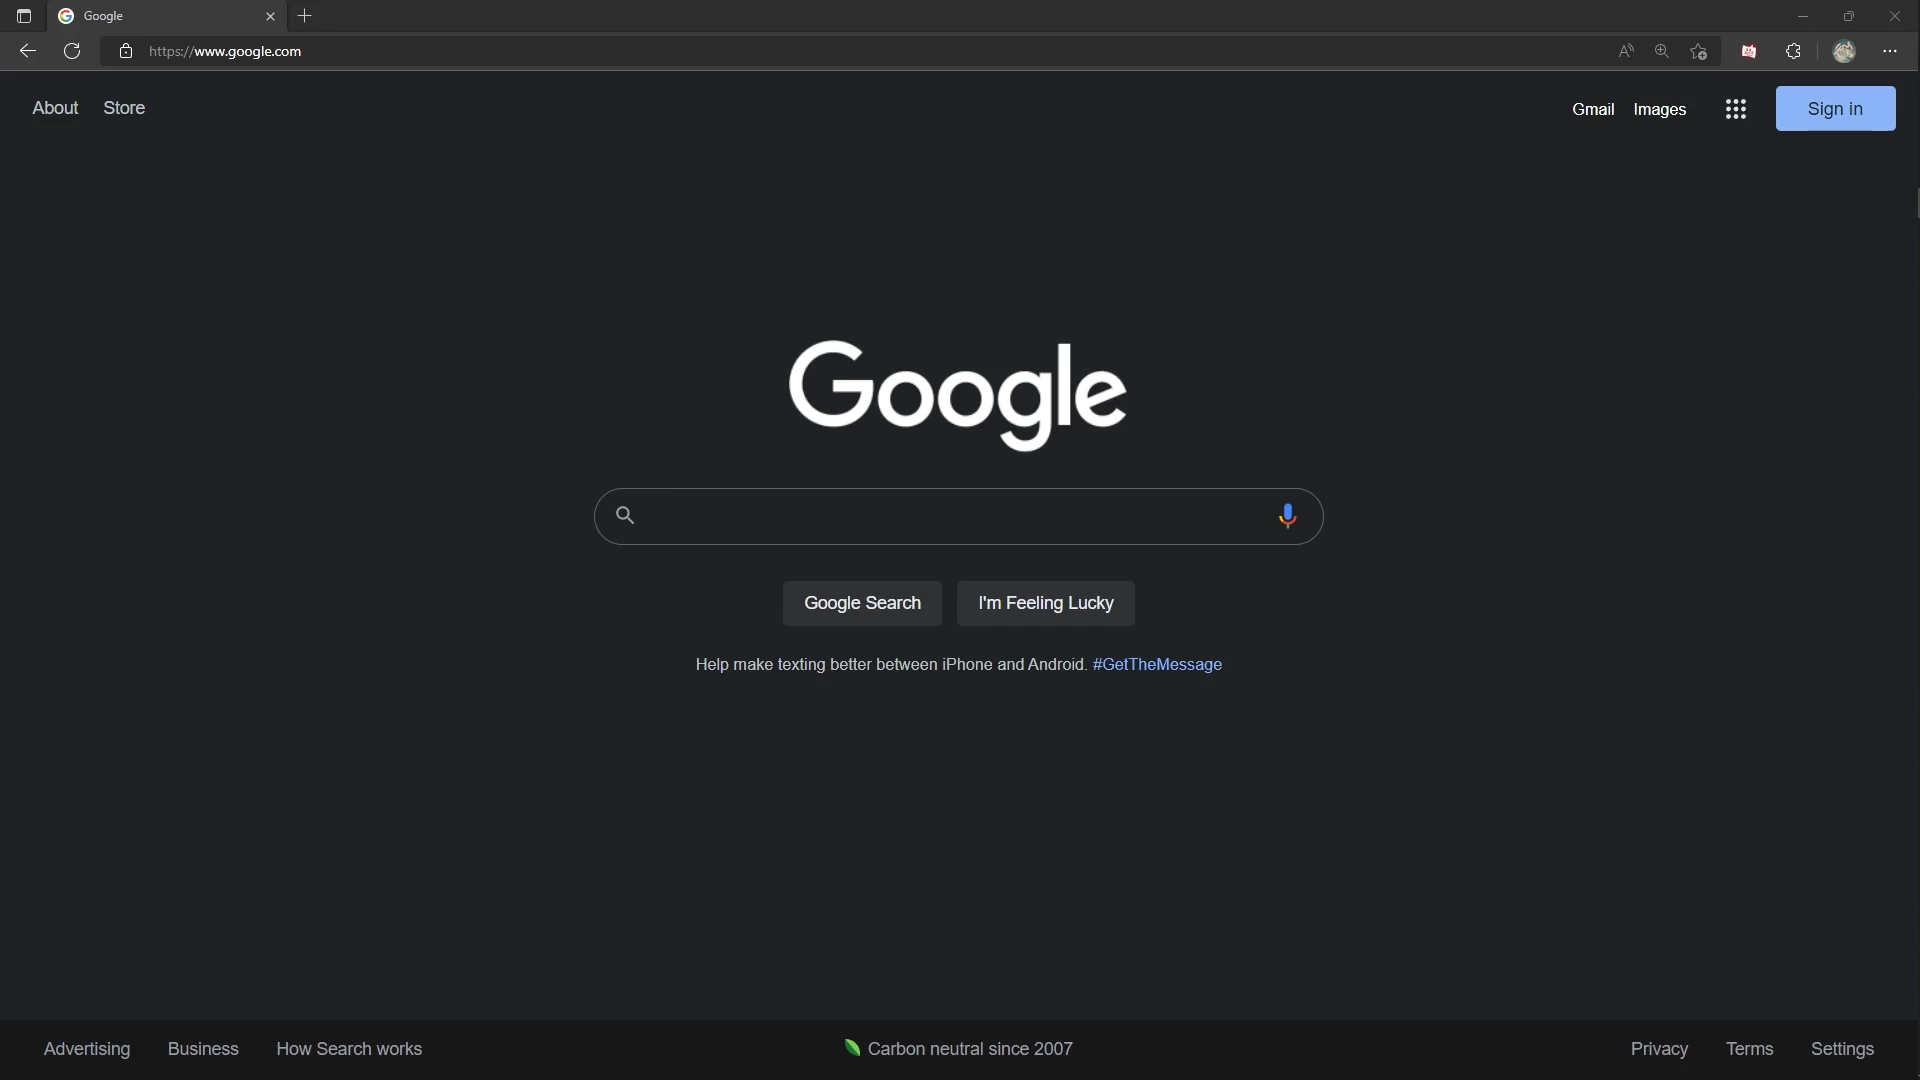 Google
https://www.google.com
About Store
Gmail Images Sign in
Google
Google Search I'm Feeling Lucky
Help make texting better between iPhone and Android. #GetTheMessage
Advertising Business How Search works
Carbon neutral since 2007
Privacy Terms Settings